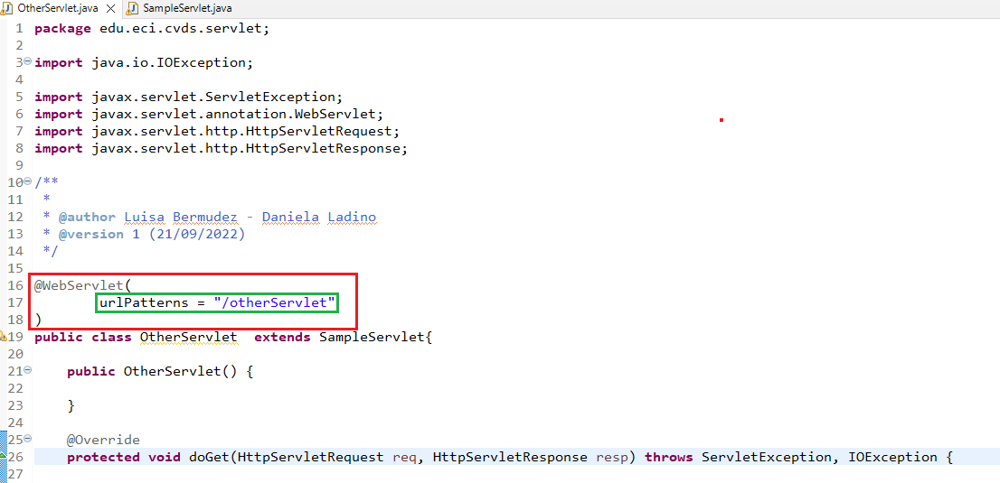 OtherServlet.java SampleServlet.java
1 package edu.eci.cvds.servlet;
2
3 import java.io.IOException;
4
5 import javax.servlet.ServletException;
6 import javax.servlet.annotation.WebServlet;
7 import javax.servlet.http.HttpServletRequest;
8 import javax.servlet.http.HttpServletResponse;
9
10 /**
11 *
12 * @author Luisa Bermudez - Daniela Ladino
13 * @version 1 (21/09/2022)
14 */
15
16 @WebServlet(
17 urlPatterns = "/otherServlet"
18 )
19 public class OtherServlet  extends SampleServlet{
20
21 public OtherServlet() {
22
23 }
24
25 @Override
26 protected void doGet(HttpServletRequest req, HttpServletResponse resp) throws ServletException, IOException {
27